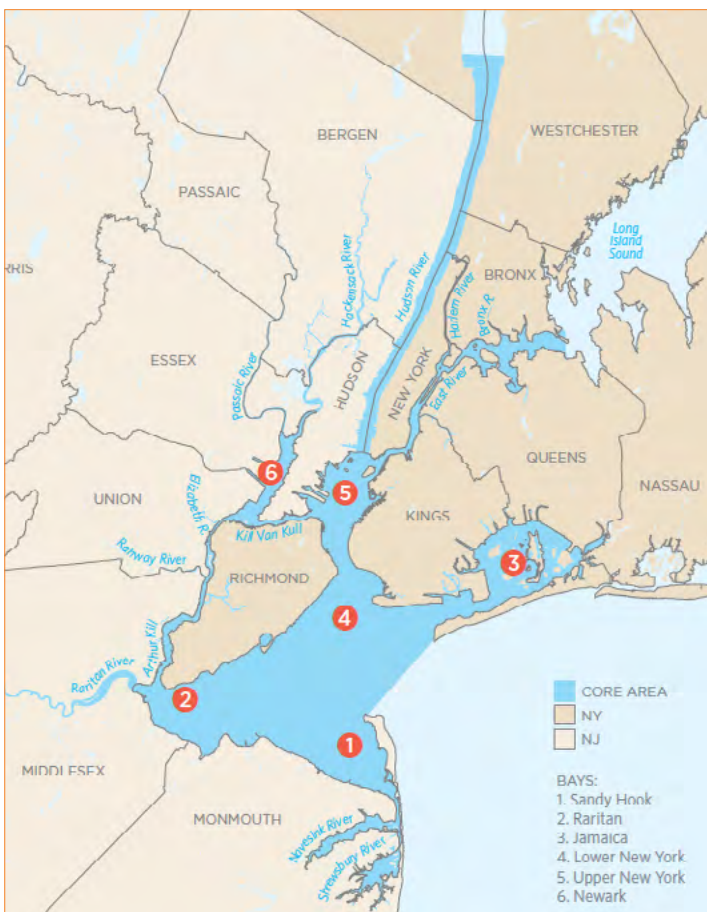 BERGEN
WESTCHESTER
PASSAIC
Long
Island
Sound
RRIS
Hackensack River
Hudson River
BRONX
Harlem River
Bronx R.
ESSEX
Passaic River
HUDSON
NEW YORK
East River
QUEENS
6
5
NASSAU
UNION
Elizabeth R.
KINGS
Kill Van Kull
Rahway River
RICHMOND
3
4
Arthur Kill
Raritan River
2
CORE AREA
NY
NJ
1
MIDDLESEX
MONMOUTH
Navesink River
Shrewsbury River
BAYS:
1. Sandy Hook
2. Raritan
3. Jamaica
4. Lower New York
5. Upper New York
6. Newark